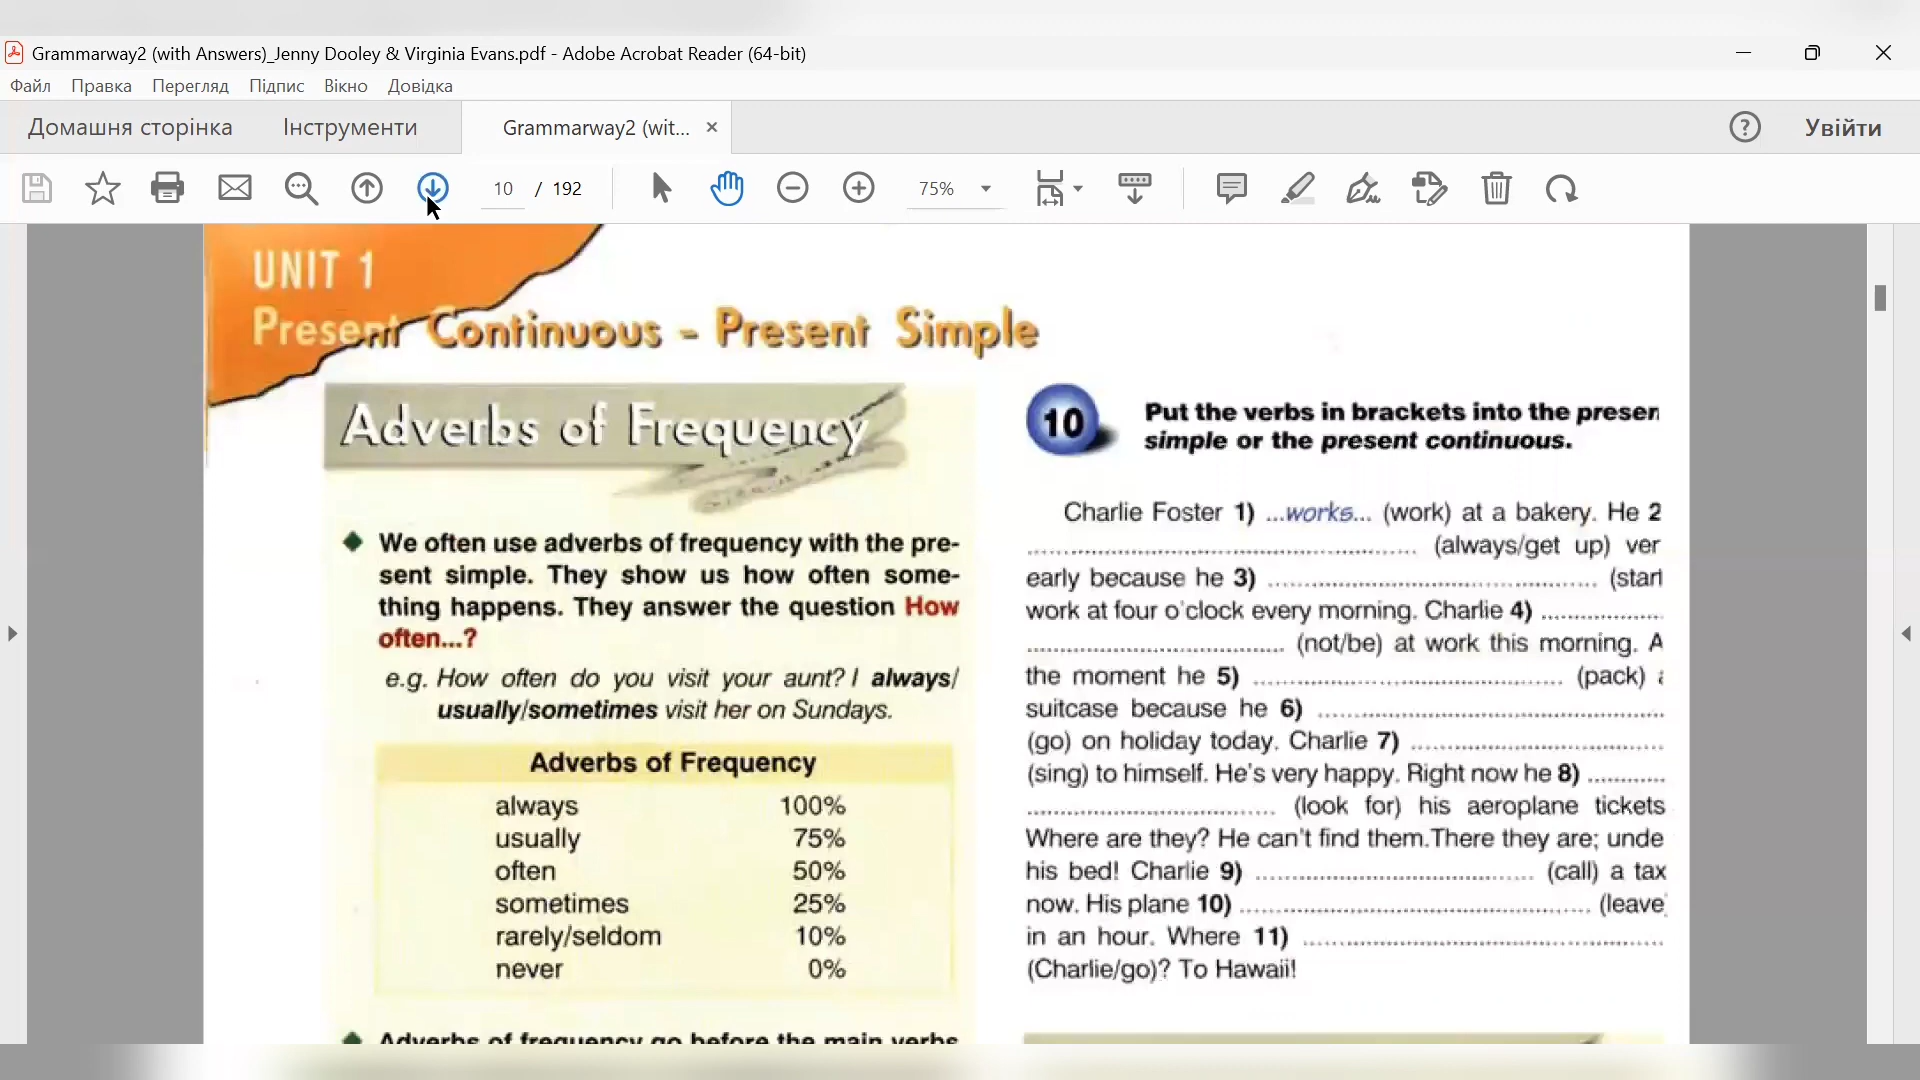 Grammarway2 (with Answers)_Jenny Dooley & Virginia Evans.pdf - Adobe Acrobat Reader (64-bit)
Файл Правка Перегляд Підпис Вікно Довідка
Домашня сторінка Інструменти Grammarway2 (wit... × Увійти
10 / 192 75%
UNIT 1
Present Continuous - Present Simple
Adverbs of Frequency
We often use adverbs of frequency with the pre-
sent simple. They show us how often some-
thing happens. They answer the question How
often...?
e.g. How often do you visit your aunt? I always/
usually/sometimes visit her on Sundays.
Adverbs of Frequency
always 100%
usually 75%
often 50%
sometimes 25%
rarely/seldom 10%
never 0%
Adverbs of frequency go before the main verbs
10 Put the verbs in brackets into the presen
simple or the present continuous.
Charlie Foster 1) ...works... (work) at a bakery. He 2
............ (always/get up) ver
early because he 3) ............ (start
work at four o'clock every morning. Charlie 4) ............
............ (not/be) at work this morning. A
the moment he 5) ............ (pack) a
suitcase because he 6) ............
(go) on holiday today. Charlie 7) ............
(sing) to himself. He's very happy. Right now he 8) ............
............ (look for) his aeroplane tickets
Where are they? He can't find them.There they are; unde
his bed! Charlie 9) ............ (call) a tax
now. His plane 10) ............ (leave
in an hour. Where 11) ............
(Charlie/go)? To Hawaii!